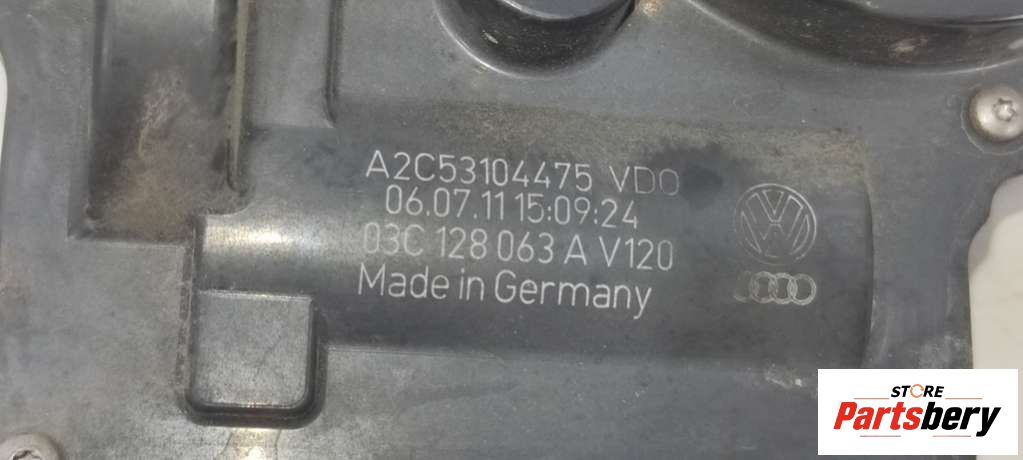 A2C53104475 VDO
06.07.11 15:09:24
03C 128 063 A V120
Made in Germany
STORE
Partsbery